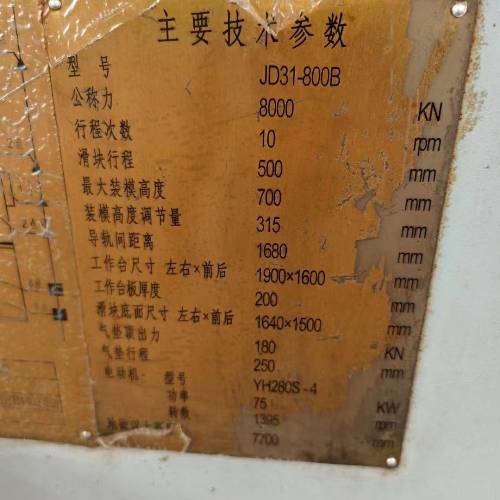 主要技术参数
型号 JD31-800B
公称力 8000 KN
行程次数 10 rpm
滑块行程 500 mm
最大装模高度 700 mm
装模高度调节量 315 mm
导轨间距离 1680 mm
工作台尺寸 左右×前后 1900×1600 mm
工作台板厚度 200 mm
滑块底面尺寸 左右×前后 1640×1500 mm
气垫取出力 180 KN
气垫行程 250 mm
电动机: 型号 YH280S-4
功率 75 KW
转数 1395 rpm
7700 mm